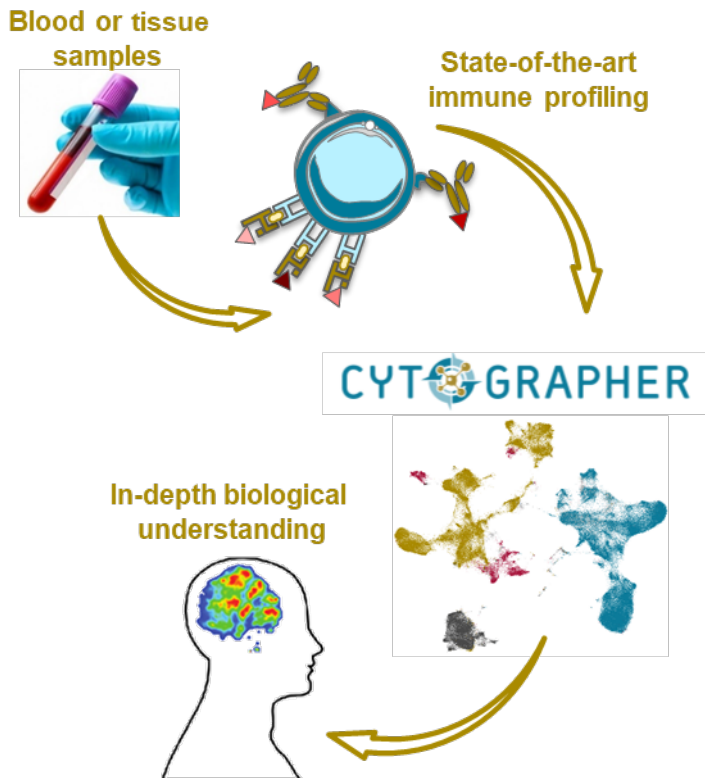 Blood or tissue
samples
State-of-the-art
immune profiling
CYTOGRAPHER
In-depth biological
understanding